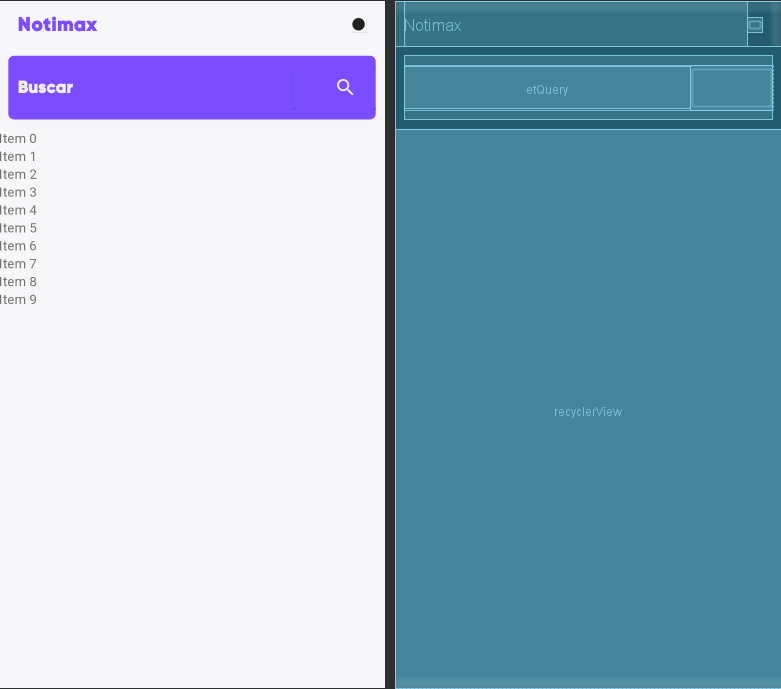 Notimax
Buscar
Item 0
Item 1
Item 2
Item 3
Item 4
Item 5
Item 6
Item 7
Item 8
Item 9
Notimax
etQuery
recyclerView